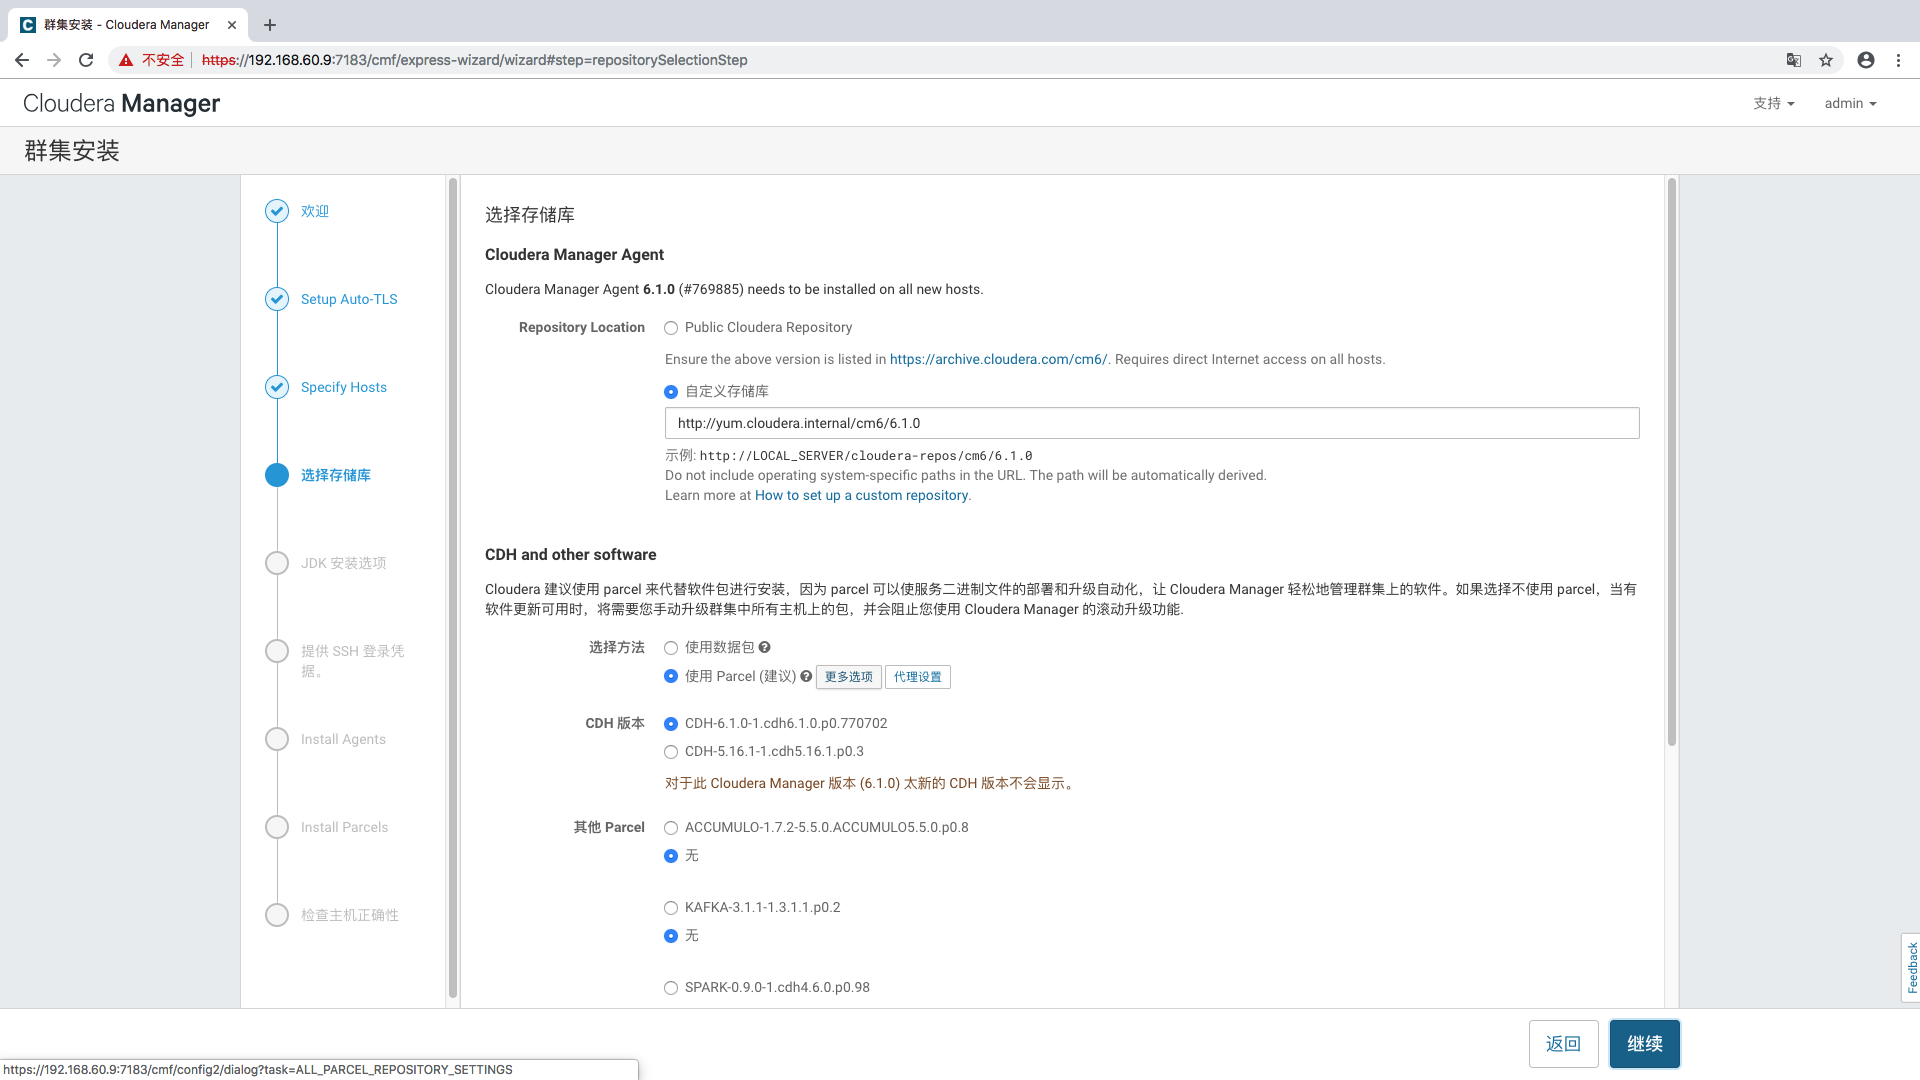 群集安装 - Cloudera Manager
不安全 https://192.168.60.9:7183/cmf/express-wizard/wizard#step=repositorySelectionStep
Cloudera Manager
支持 admin
群集安装
欢迎
Setup Auto-TLS
Specify Hosts
选择存储库
JDK 安装选项
提供 SSH 登录凭
据。
Install Agents
Install Parcels
检查主机正确性
选择存储库
Cloudera Manager Agent
Cloudera Manager Agent 6.1.0 (#769885) needs to be installed on all new hosts.
Repository Location Public Cloudera Repository
Ensure the above version is listed in https://archive.cloudera.com/cm6/. Requires direct Internet access on all hosts.
自定义存储库
http://yum.cloudera.internal/cm6/6.1.0
示例: http://LOCAL_SERVER/cloudera-repos/cm6/6.1.0
Do not include operating system-specific paths in the URL. The path will be automatically derived.
Learn more at How to set up a custom repository.
CDH and other software
Cloudera 建议使用 parcel 来代替软件包进行安装，因为 parcel 可以使服务二进制文件的部署和升级自动化，让 Cloudera Manager 轻松地管理群集上的软件。如果选择不使用 parcel，当有
软件更新可用时，将需要您手动升级群集中所有主机上的包，并会阻止您使用 Cloudera Manager 的滚动升级功能.
选择方法 使用数据包
使用 Parcel (建议) 更多选项 代理设置
CDH 版本 CDH-6.1.0-1.cdh6.1.0.p0.770702
CDH-5.16.1-1.cdh5.16.1.p0.3
对于此 Cloudera Manager 版本 (6.1.0) 太新的 CDH 版本不会显示。
其他 Parcel ACCUMULO-1.7.2-5.5.0.ACCUMULO5.5.0.p0.8
无
KAFKA-3.1.1-1.3.1.1.p0.2
无
SPARK-0.9.0-1.cdh4.6.0.p0.98
Feedback
返回 继续
https://192.168.60.9:7183/cmf/config2/dialog?task=ALL_PARCEL_REPOSITORY_SETTINGS